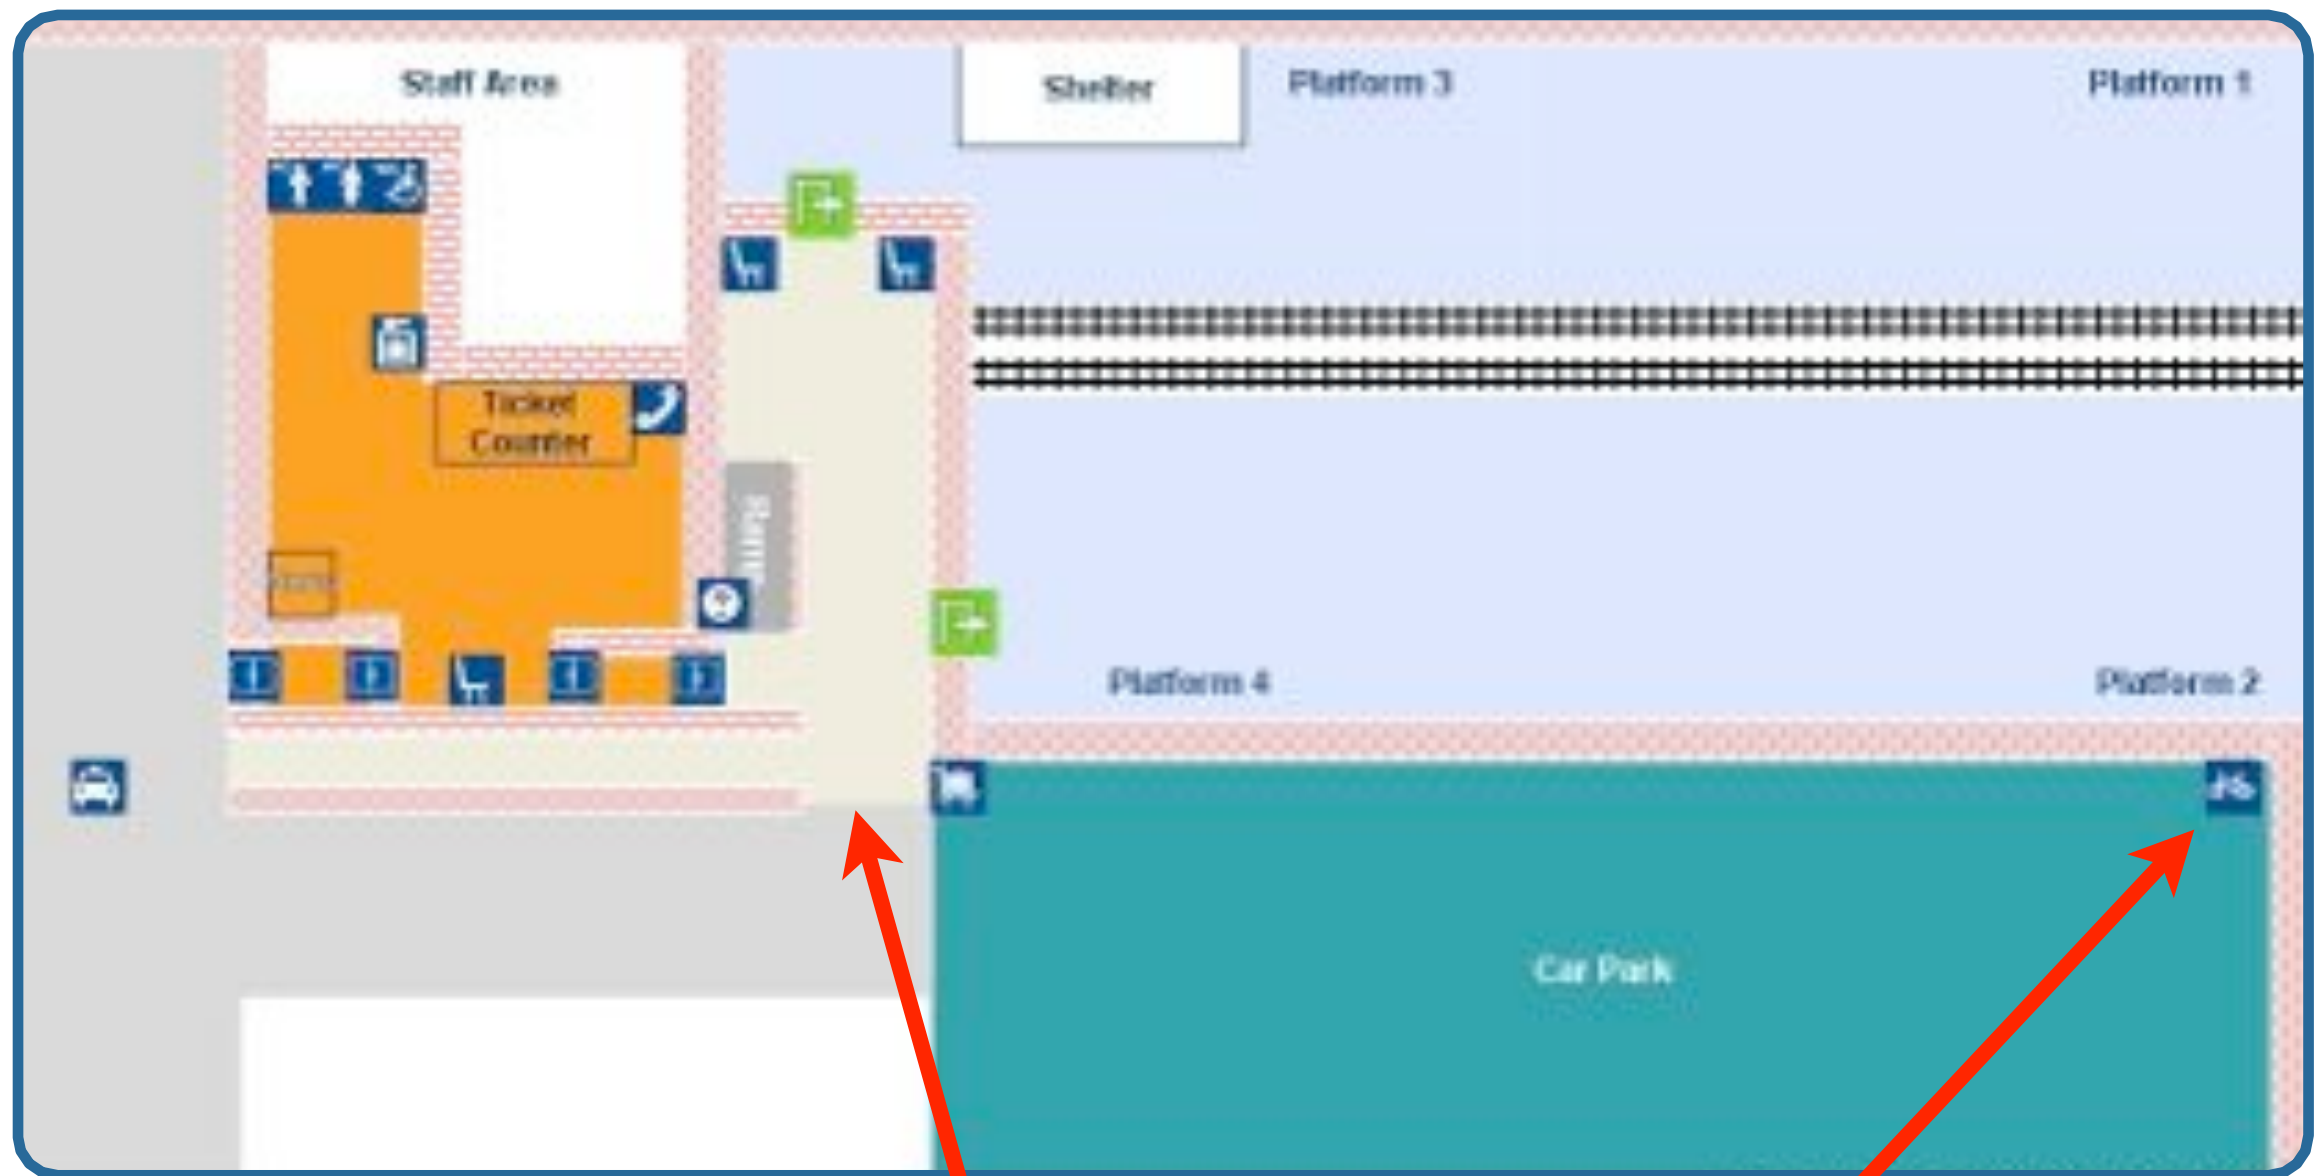 Staff Area
Shelter
Platform 3
Platform 1
Ticket
Counter
Platform 4
Platform 2
Car Park